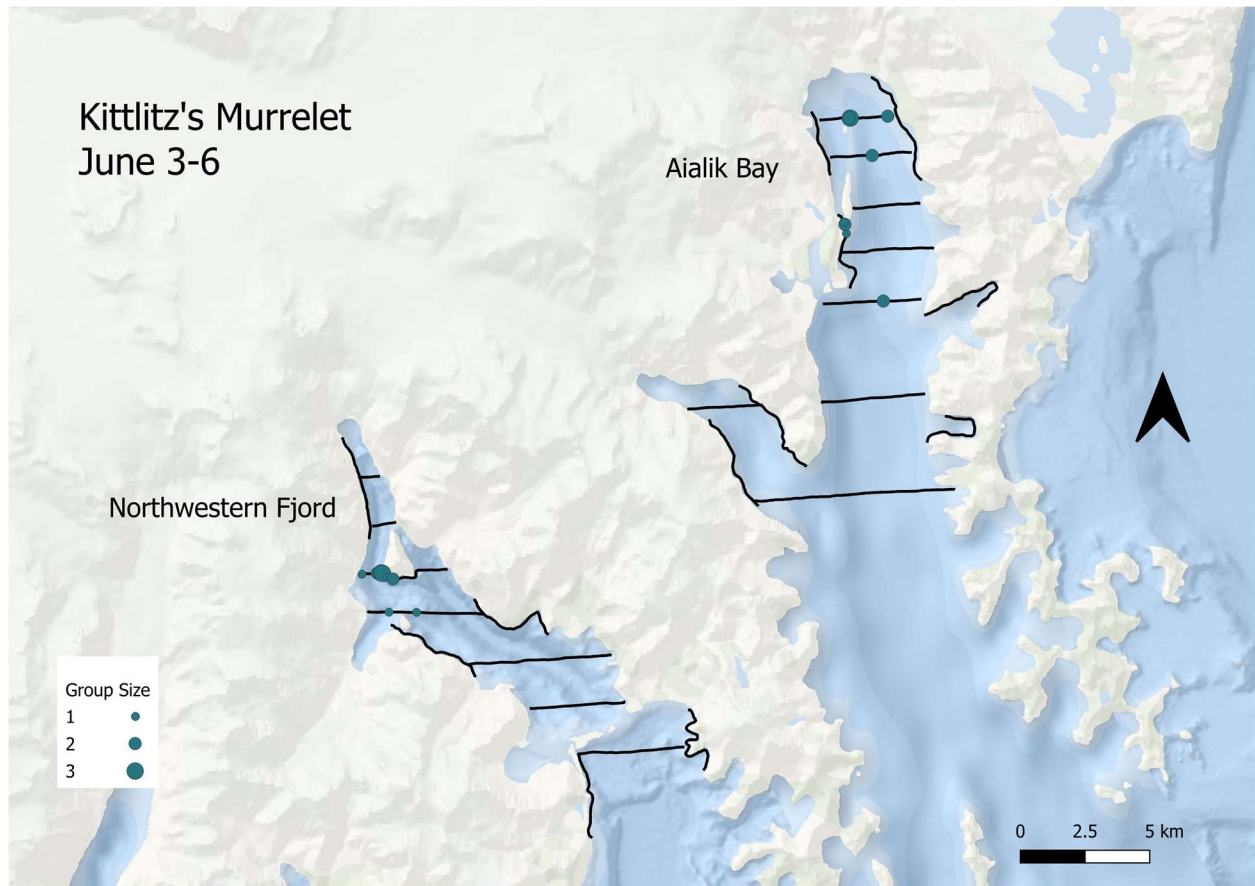 Kittlitz's Murrelet
June 3-6
Aialik Bay
Northwestern Fjord
Group Size
1
2
3
0 2.5 5 km